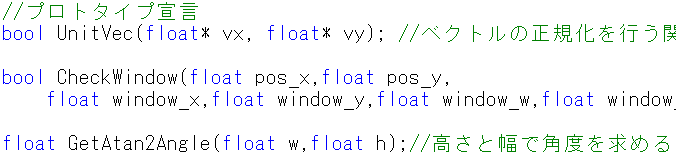 //プロトタイプ宣言
bool UnitVec(float* vx, float* vy); //ベクトルの正規化を行う
bool CheckWindow(float pos_x,float pos_y,
float window_x,float window_y,float window_w,float window_
float GetAtan2Angle(float w,float h);//高さと幅で角度を求める